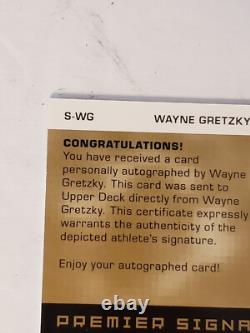 S-WG WAYNE GRETZKY
CONGRATULATIONS!
You have received a card
personally autographed by Wayne
Gretzky. This card was sent to
Upper Deck directly from Wayne
Gretzky. This certificate expressly
warrants the authenticity of the
depicted athlete's signature.
Enjoy your autographed card!
PREMIER SIGNE